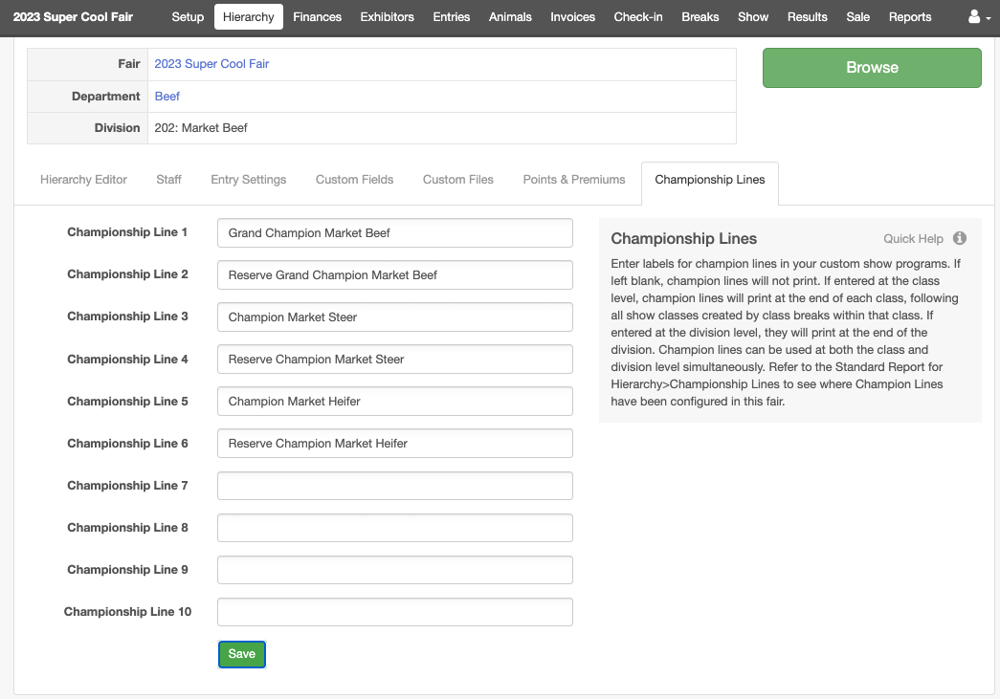 2023 Super Cool Fair Setup Hierarchy Finances Exhibitors Entries Animals Invoices Check-in Breaks Show Results Sale Reports
Fair 2023 Super Cool Fair
Browse
Department Beef
Division 202: Market Beef
Hierarchy Editor Staff Entry Settings Custom Fields Custom Files Points & Premiums Championship Lines
Championship Line 1 Grand Champion Market Beef
Championship Line 2 Reserve Grand Champion Market Beef
Championship Line 3 Champion Market Steer
Championship Line 4 Reserve Champion Market Steer
Championship Line 5 Champion Market Heifer
Championship Line 6 Reserve Champion Market Heifer
Championship Line 7
Championship Line 8
Championship Line 9
Championship Line 10
Save
Championship Lines Quick Help
Enter labels for champion lines in your custom show programs. If
left blank, champion lines will not print. If entered at the class
level, champion lines will print at the end of each class, following
all show classes created by class breaks within that class. If
entered at the division level, they will print at the end of the
division. Champion lines can be used at both the class and
division level simultaneously. Refer to the Standard Report for
Hierarchy>Championship Lines to see where Champion Lines
have been configured in this fair.